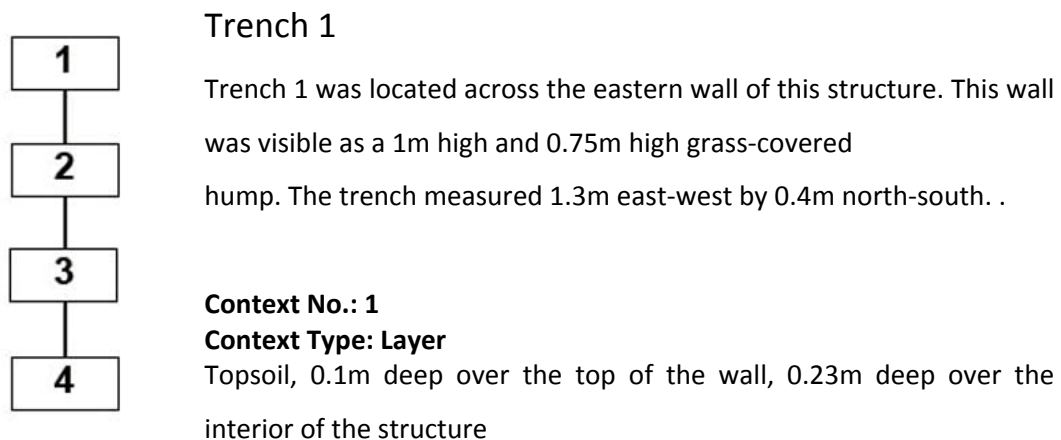 1
2
3
4
Trench 1
Trench 1 was located across the eastern wall of this structure. This wall
was visible as a 1m high and 0.75m high grass-covered
hump. The trench measured 1.3m east-west by 0.4m north-south. .
Context No.: 1
Context Type: Layer
Topsoil, 0.1m deep over the top of the wall, 0.23m deep over the
interior of the structure